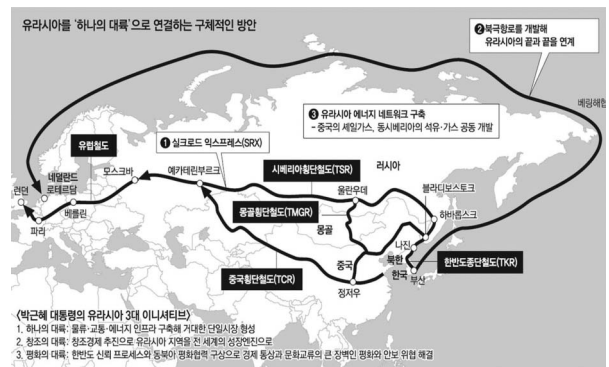 유라시아를 '하나의 대륙'으로 연결하는 구체적인 방안
❷북극항로를 개발해
유라시아의 끝과 끝을 연계
베링해협
❸ 유라시아 에너지 네트워크 구축
- 중국의 셰일가스, 동시베리아의 석유·가스 공동 개발
❶ 실크로드 익스프레스(SRX)
유럽철도
모스크바
예카테린부르크
시베리아횡단철도(TSR)
러시아
네덜란드
로테르담
런던
베를린
파리
울란우데
블라디보스토크
하바롭스크
몽골횡단철도(TMGR)
몽골
나진
북한
한국
부산
한반도종단철도(TKR)
중국
정저우
중국횡단철도(TCR)
<박근혜 대통령의 유라시아 3대 이니셔티브>
1. 하나의 대륙: 물류·교통·에너지 인프라 구축해 거대한 단일시장 형성
2. 창조의 대륙: 창조경제 추진으로 유라시아 지역을 전 세계의 성장엔진으로
3. 평화의 대륙: 한반도 신뢰 프로세스와 동북아 평화협력 구상으로 경제 통상과 문화교류의 큰 장벽인 평화와 안보 위협 해결